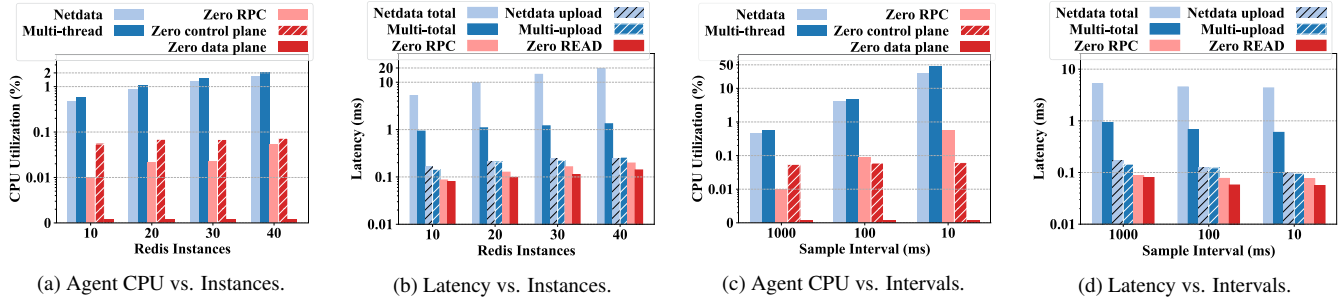 Netdata
Multi-thread
Zero RPC
Zero control plane
Zero data plane
CPU Utilization (%)
2
1
0.1
0.01
0
10 20 30 40
Redis Instances
(a) Agent CPU vs. Instances.
Netdata total
Multi-total
Zero RPC
Netdata upload
Multi-upload
Zero READ
Latency (ms)
20
10
1
0.1
0.01
10 20 30 40
Redis Instances
(b) Latency vs. Instances.
Netdata
Multi-thread
Zero RPC
Zero control plane
Zero data plane
CPU Utilization (%)
50
10
1
0.1
0.01
0
1000 100 10
Sample Interval (ms)
(c) Agent CPU vs. Intervals.
Netdata total
Multi-total
Zero RPC
Netdata upload
Multi-upload
Zero READ
Latency (ms)
10
1
0.1
0.01
1000 100 10
Sample Interval (ms)
(d) Latency vs. Intervals.